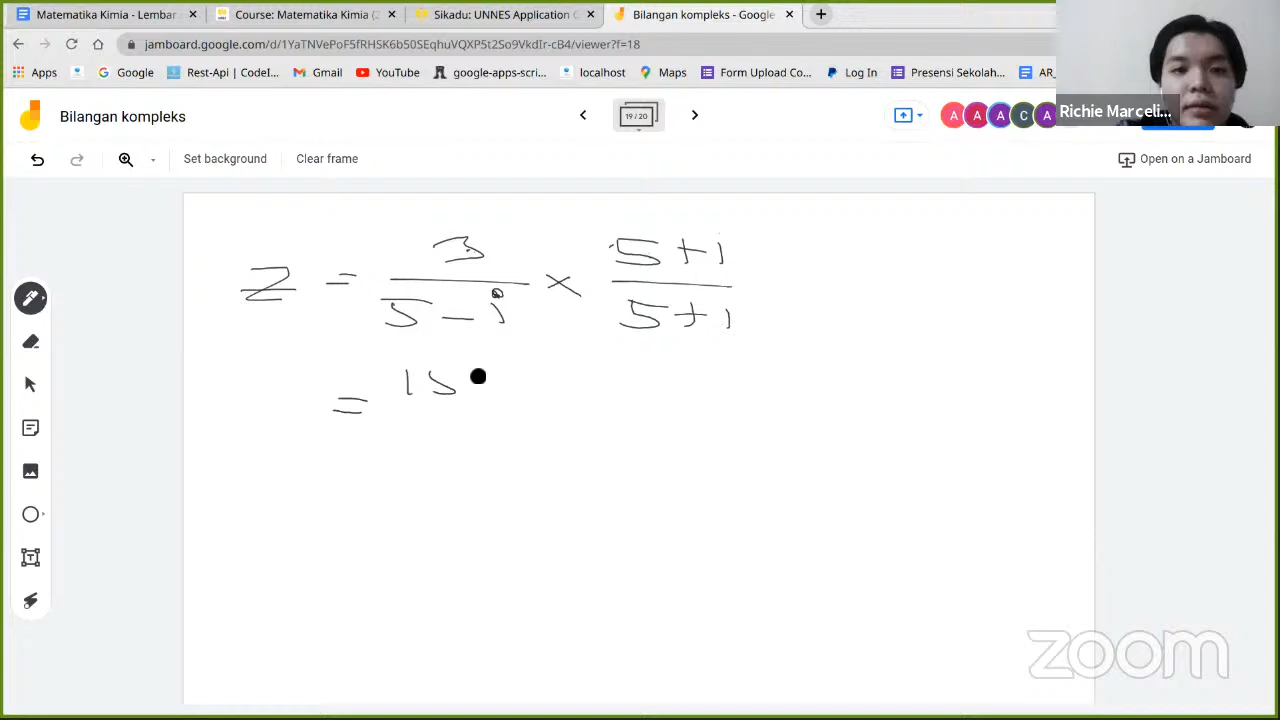 Matematika Kimia - Lembar
Course: Matematika Kimia (2
Sikadu: UNNES Application C
Bilangan kompleks - Google
jamboard.google.com/d/1YaTNVePoF5fRHSK6b50SEqhuVQXP5t2So9VkdIr-cB4/viewer?f=18
Apps
Google
Rest-Api | CodeI...
Gmail
YouTube
google-apps-scri...
localhost
Maps
Form Upload Co...
Log In
Presensi Sekolah...
AR_
Richie Marceli...
Bilangan kompleks
19 / 20
A A A C A
Set background
Clear frame
Open on a Jamboard
Z = 3 / (5 - i) × (5 + i) / (5 + i)
= 15
zoom